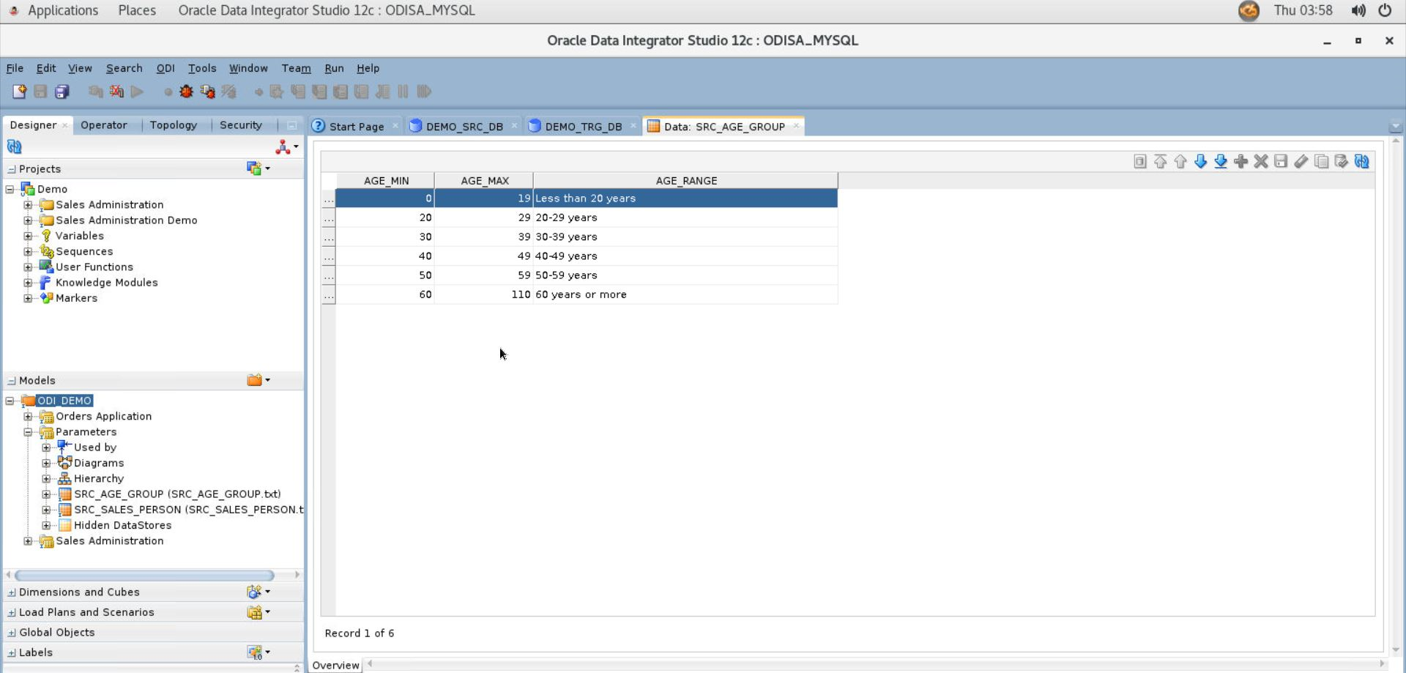 Applications Places Oracle Data Integrator Studio 12c : ODISA_MYSQL Thu 03:58
Oracle Data Integrator Studio 12c : ODISA_MYSQL
File Edit View Search ODI Tools Window Team Run Help
Designer Operator Topology Security
Start Page DEMO_SRC_DB DEMO_TRG_DB Data: SRC_AGE_GROUP
Projects
Demo
Sales Administration
Sales Administration Demo
Variables
Sequences
User Functions
Knowledge Modules
Markers
Models
ODI_DEMO
Orders Application
Parameters
Used by
Diagrams
Hierarchy
SRC_AGE_GROUP (SRC_AGE_GROUP.txt)
SRC_SALES_PERSON (SRC_SALES_PERSON.t
Hidden DataStores
Sales Administration
Dimensions and Cubes
Load Plans and Scenarios
Global Objects
Labels
AGE_MIN AGE_MAX AGE_RANGE
... 0 19 Less than 20 years
... 20 29 20-29 years
... 30 39 30-39 years
... 40 49 40-49 years
... 50 59 50-59 years
... 60 110 60 years or more
Record 1 of 6
Overview